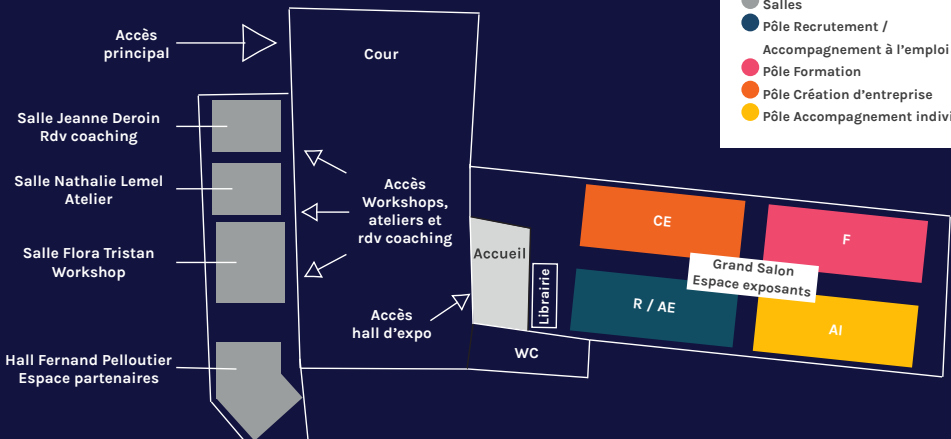 Salles
Pôle Recrutement /
Accompagnement à l'emploi
Pôle Formation
Pôle Création d'entreprise
Pôle Accompagnement
Accès
principal
Cour
Salle Jeanne Deroin
Rdv coaching
Salle Nathalie Lemel
Atelier
Salle Flora Tristan
Workshop
Hall Fernand Pelloutier
Espace partenaires
Accès
Workshops,
ateliers et
rdv coaching
Accès
hall d'expo
Accueil
Librairie
WC
CE
F
Grand Salon
Espace exposants
R / AE
AI